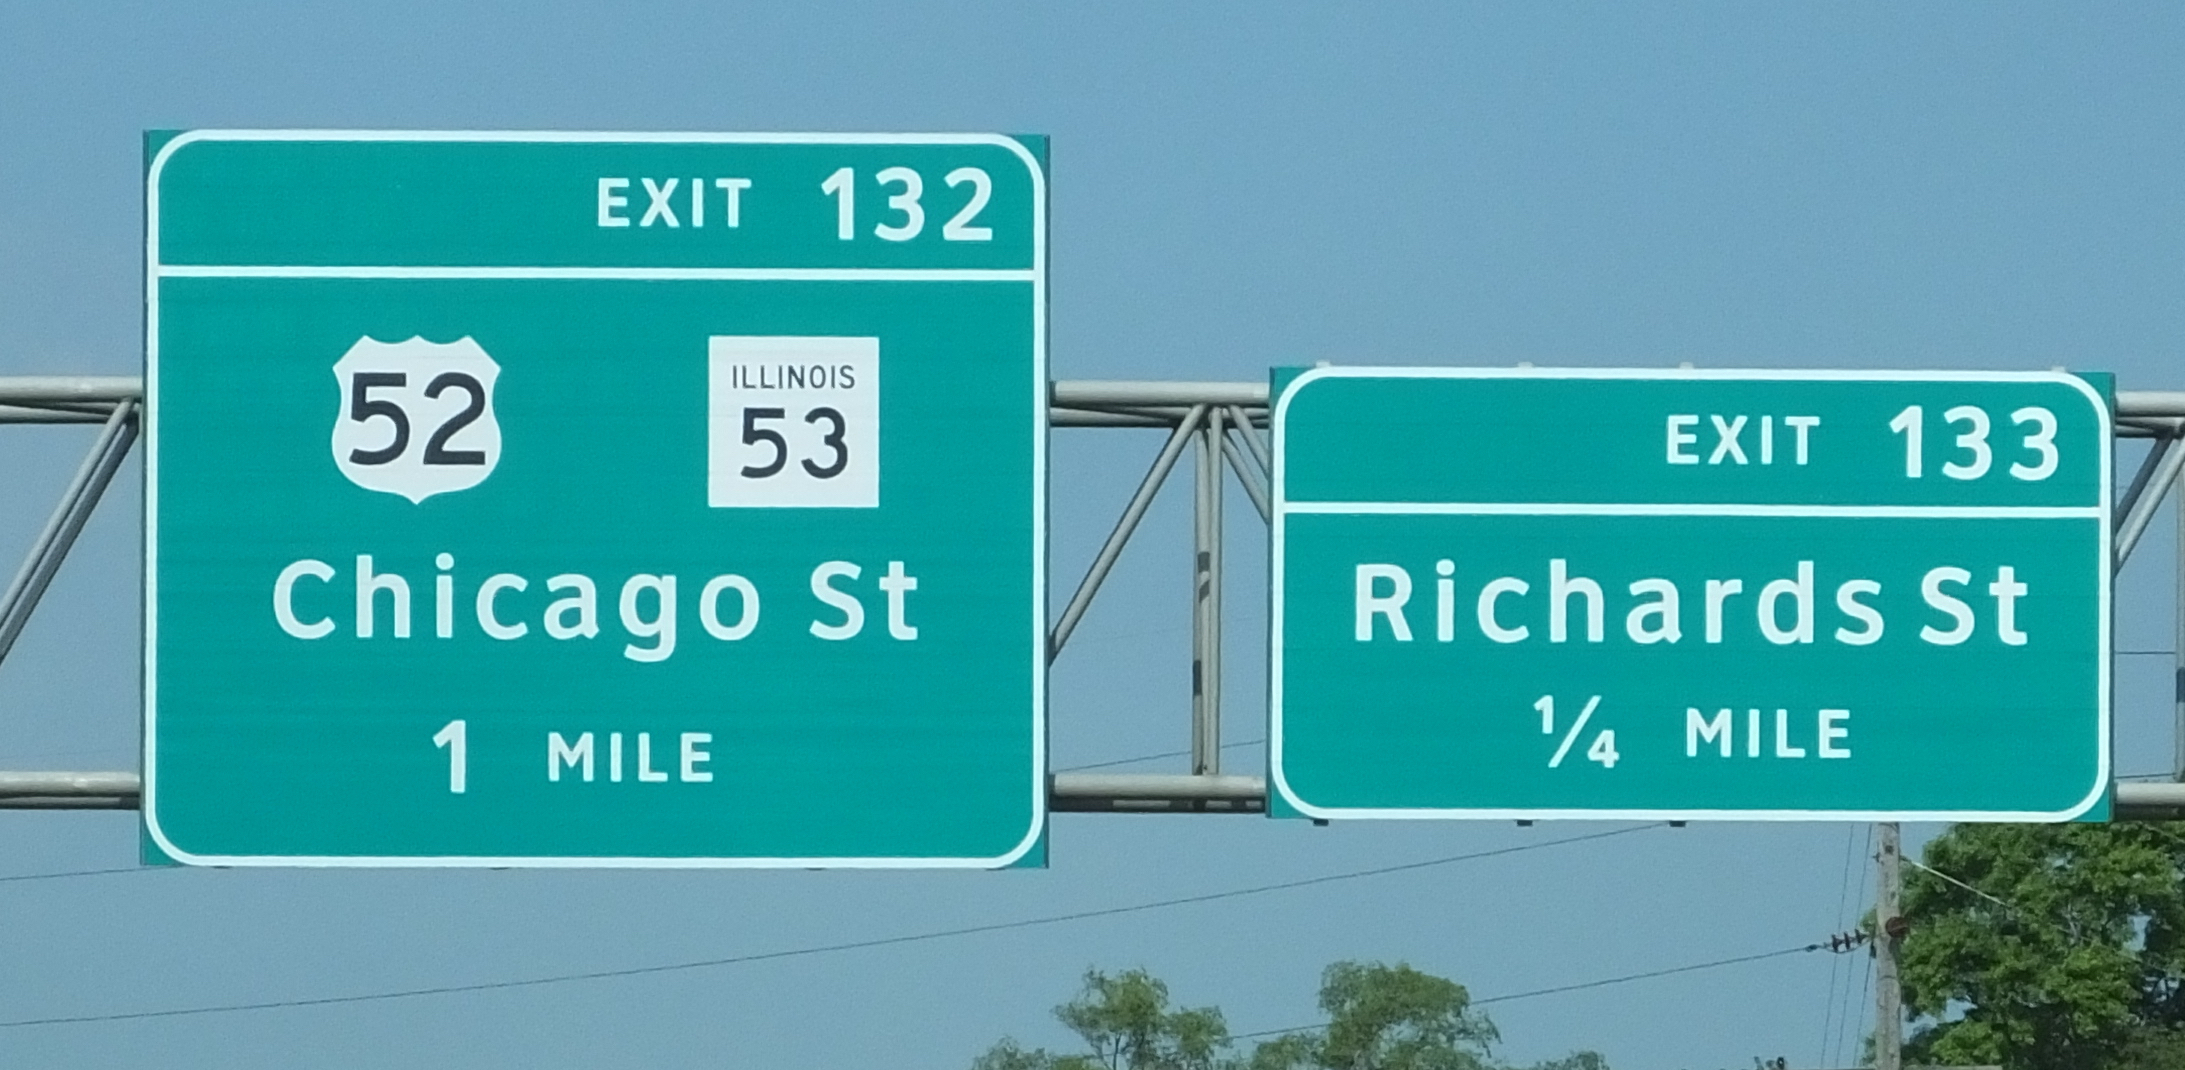 EXIT 132
52
ILLINOIS
53
Chicago St
1 MILE
EXIT 133
Richards St
1/4 MILE